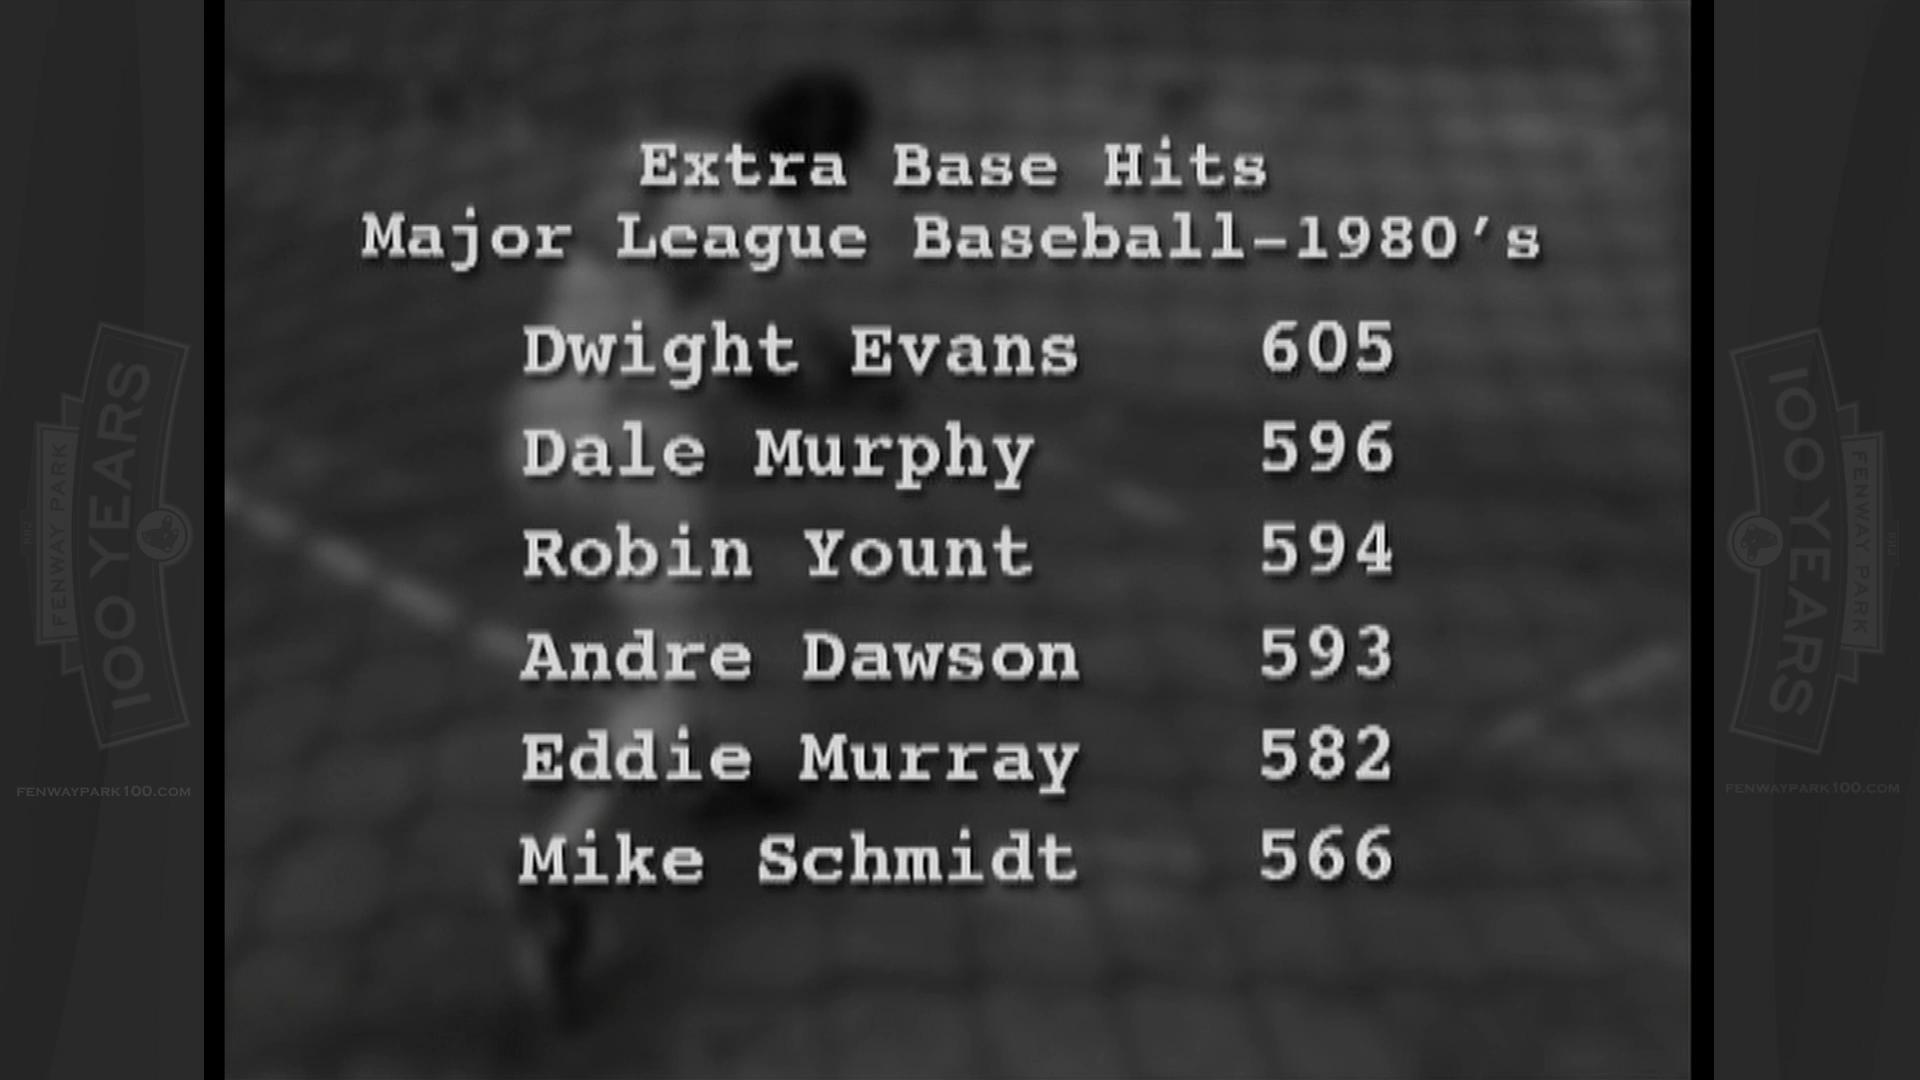 Extra Base Hits
Major League Baseball-1980's
Dwight Evans 605
Dale Murphy 596
Robin Yount 594
Andre Dawson 593
Eddie Murray 582
Mike Schmidt 566
FENWAY PARK
100 YEARS
FENWAYPARK100.COM
FENWAY PARK
100 YEARS
1912
FENWAYPARK100.COM